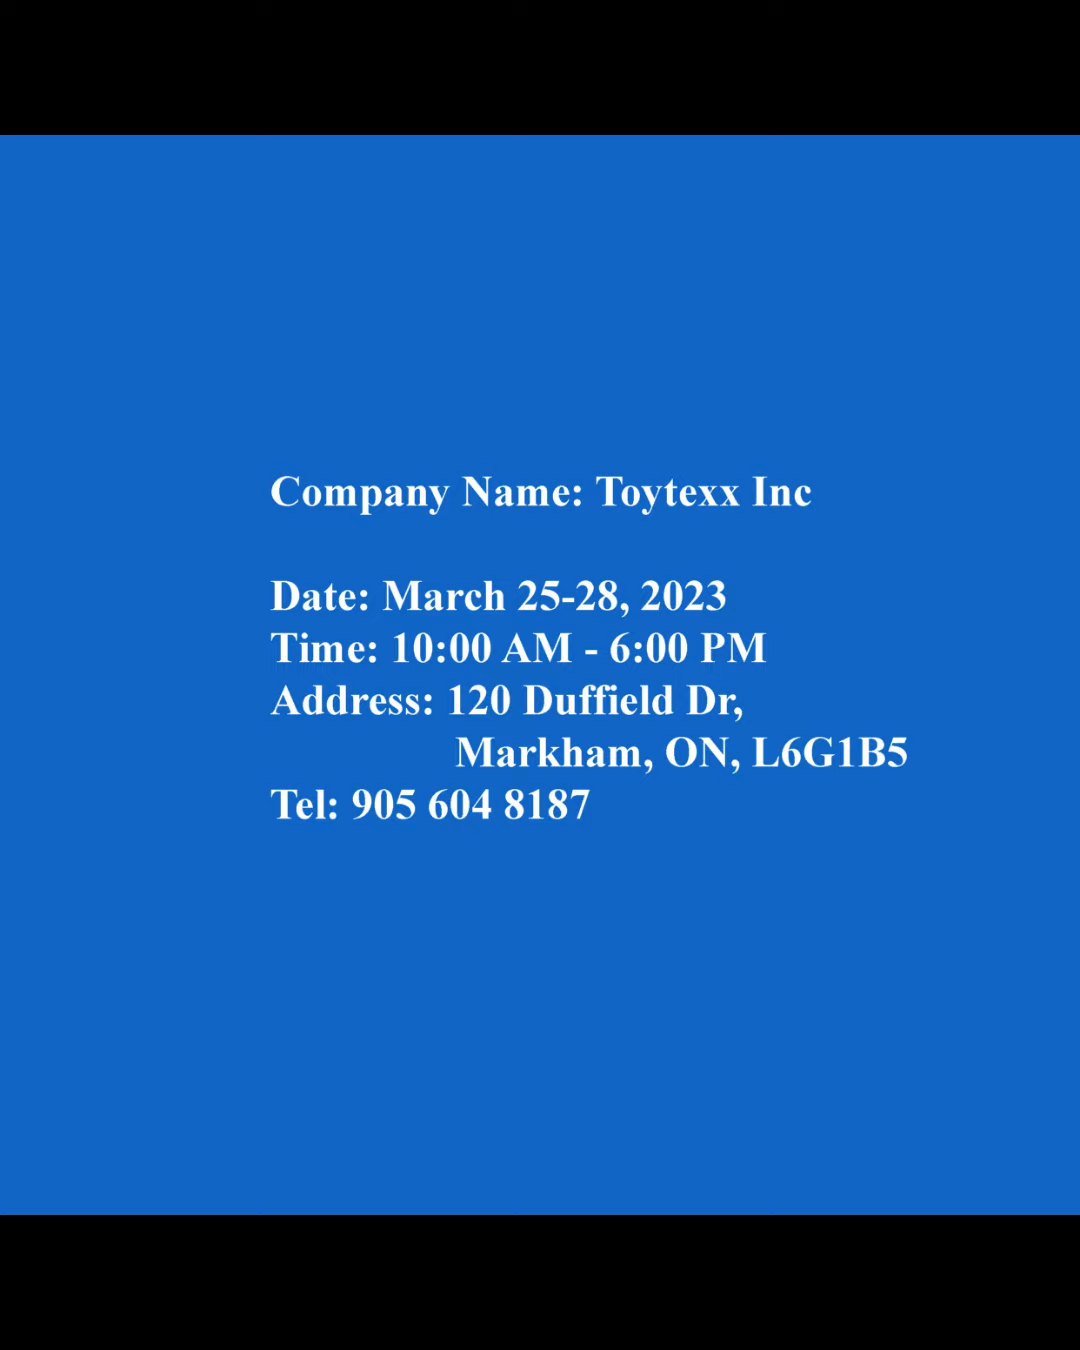 Company Name: Toytexx Inc
Date: March 25-28, 2023
Time: 10:00 AM - 6:00 PM
Address: 120 Duffield Dr,
Markham, ON, L6G1B5
Tel: 905 604 8187